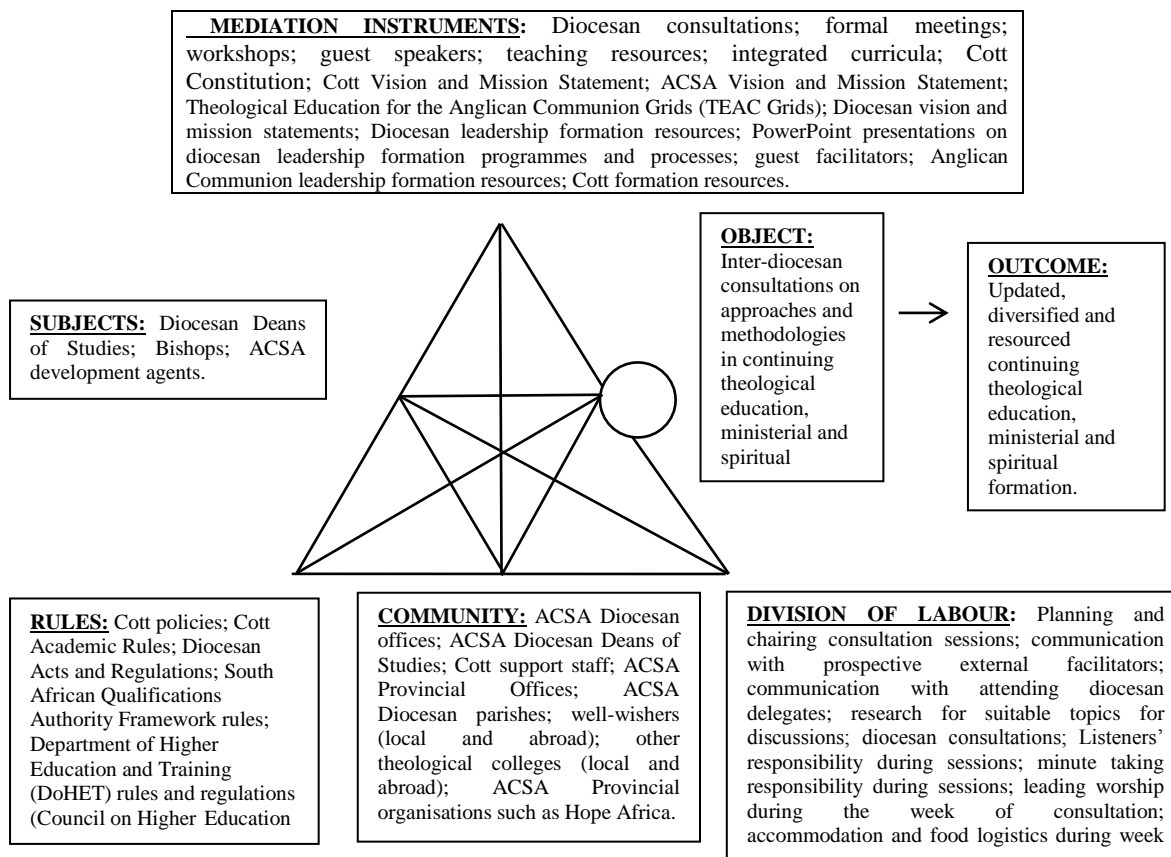 MEDIATION INSTRUMENTS: Diocesan consultations; formal meetings;
workshops; guest speakers; teaching resources; integrated curricula; Cott
Constitution; Cott Vision and Mission Statement; ACSA Vision and Mission Statement;
Theological Education for the Anglican Communion Grids (TEAC Grids); Diocesan vision
and mission statements; Diocesan leadership formation resources; PowerPoint presentations on
diocesan leadership formation programmes and processes; guest facilitators; Anglican
Communion leadership formation resources; Cott formation resources.
SUBJECTS: Diocesan Deans
of Studies; Bishops; ACSA
development agents.
OBJECT:
Inter-diocesan
consultations on
approaches and
methodologies
in continuing
theological
education,
ministerial and
spiritual
OUTCOME:
Updated,
diversified and
resourced
continuing
theological
education,
ministerial and
spiritual
formation.
RULES: Cott policies; Cott
Academic Rules; Diocesan
Acts and Regulations; South
African Qualifications
Authority Framework rules;
Department of Higher
Education and Training
(DoHET) rules and regulations
(Council on Higher Education
COMMUNITY: ACSA Diocesan
offices; ACSA Diocesan Deans of
Studies; Cott support staff; ACSA
Provincial Offices; ACSA
Diocesan parishes; well-wishers
(local and abroad); other
theological colleges (local and
abroad); ACSA Provincial
organisations such as Hope Africa.
DIVISION OF LABOUR: Planning and
chairing consultation sessions; communication
with prospective external facilitators;
communication with attending diocesan
delegates; research for suitable topics for
discussions; diocesan consultations; Listeners’
responsibility during sessions; minute taking
responsibility during sessions; leading worship
during the week of consultation;
accommodation and food logistics during week